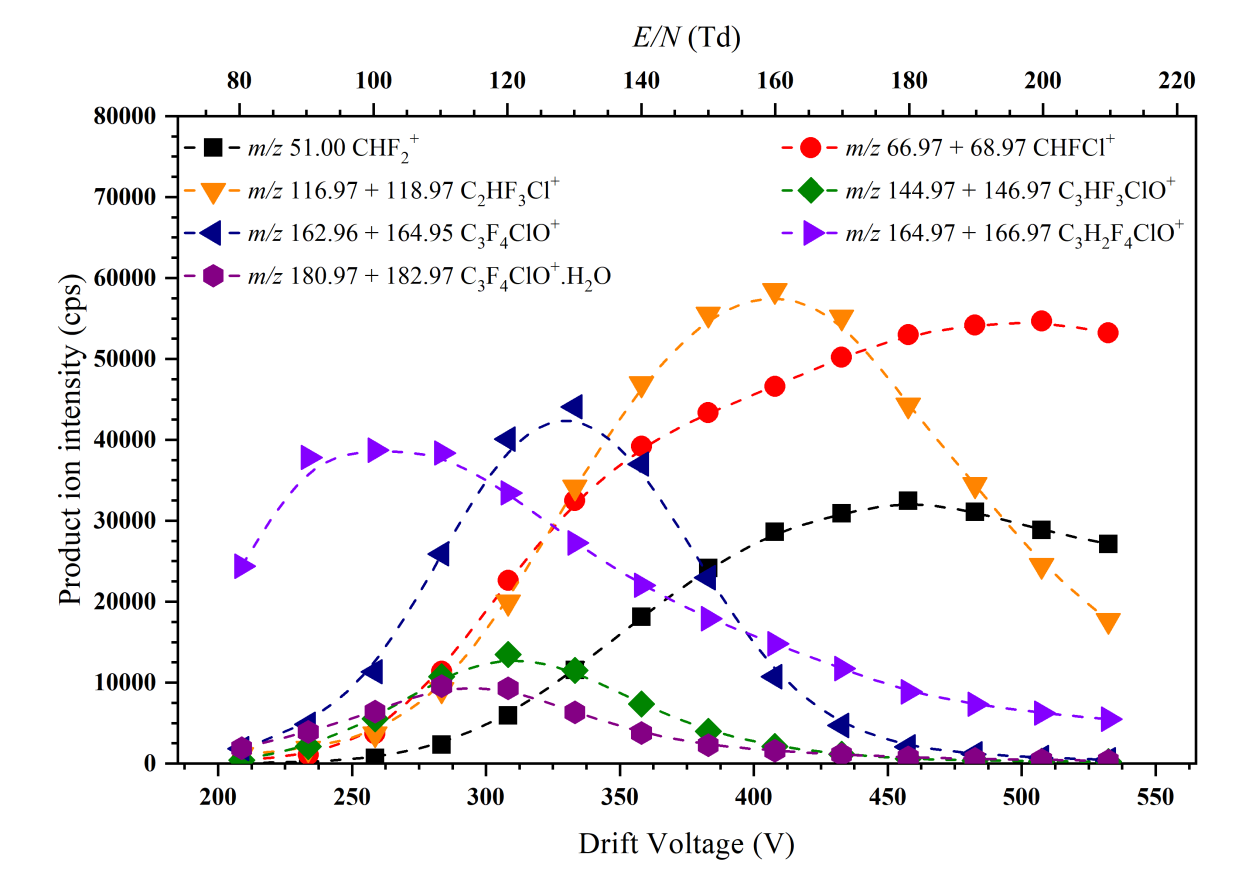 E/N (Td)
80 100 120 140 160 180 200 220
80000
m/z 51.00 CHF₂⁺ m/z 66.97 + 68.97 CHFCl⁺
70000
m/z 116.97 + 118.97 C₂HF₃Cl⁺ m/z 144.97 + 146.97 C₃HF₃ClO⁺
m/z 162.96 + 164.95 C₃F₄ClO⁺ m/z 164.97 + 166.97 C₃H₂F₄ClO⁺
60000
m/z 180.97 + 182.97 C₃F₄ClO⁺.H₂O
50000
40000
30000
20000
10000
0
Product ion intensity (cps)
200 250 300 350 400 450 500 550
Drift Voltage (V)